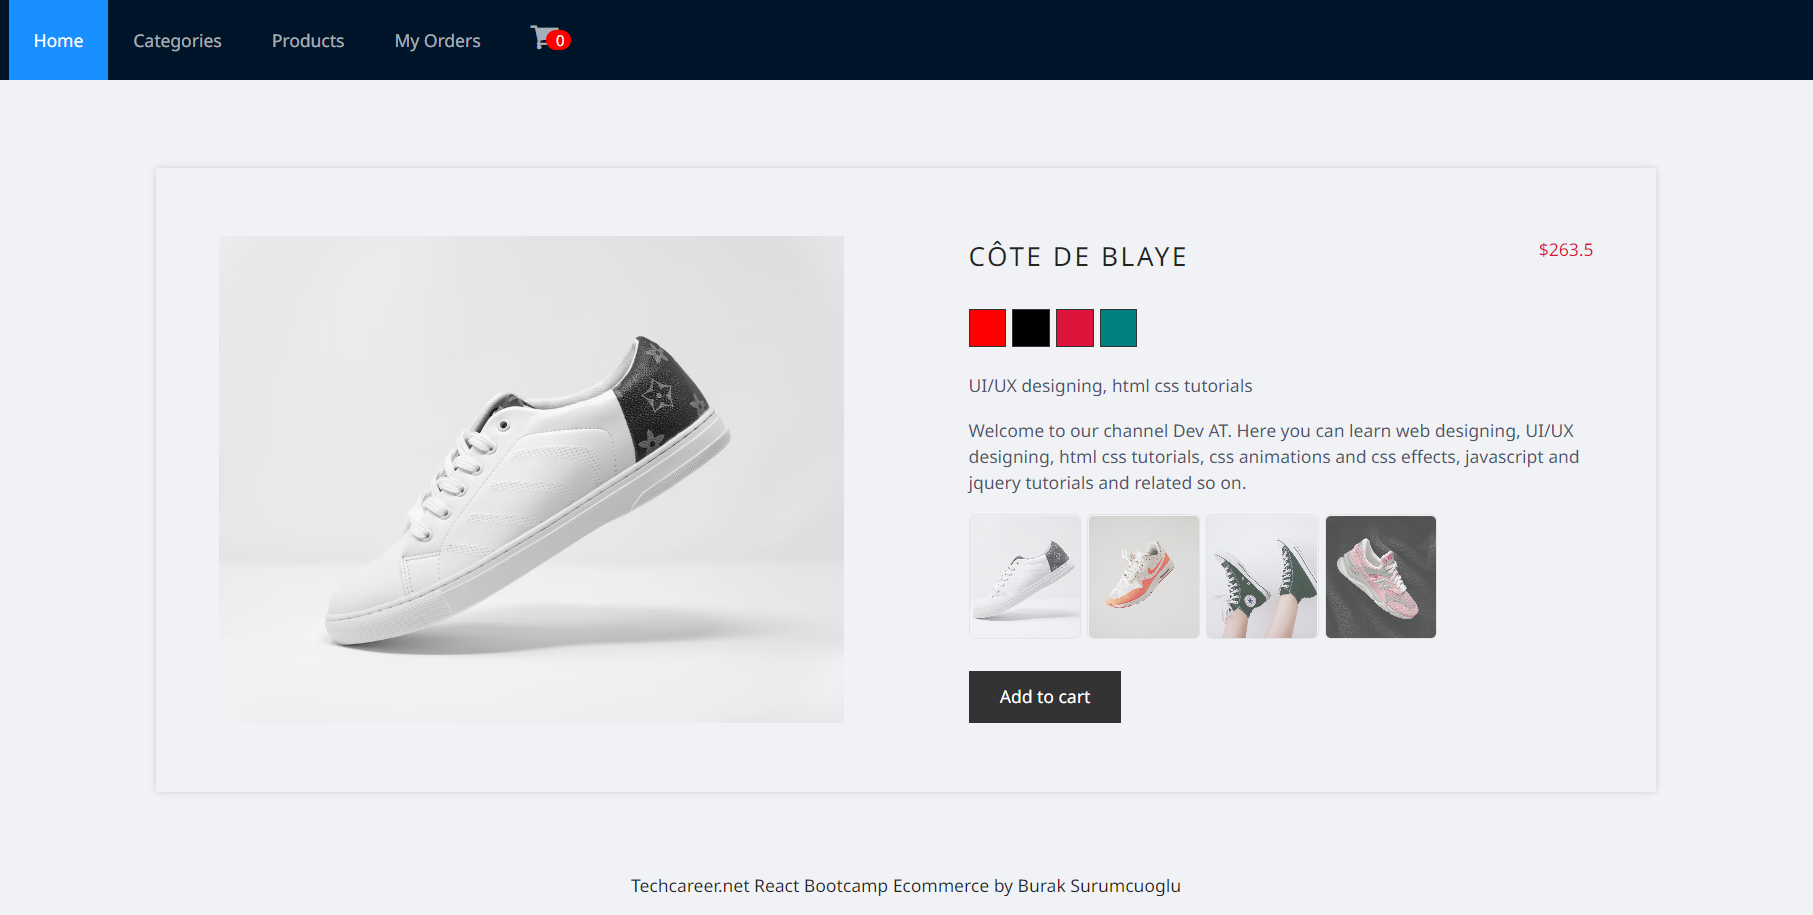 Home
Categories
Products
My Orders
0
CÔTE DE BLAYE
$263.5
UI/UX designing, html css tutorials
Welcome to our channel Dev AT. Here you can learn web designing, UI/UX
designing, html css tutorials, css animations and css effects, javascript and
jquery tutorials and related so on.
Add to cart
Techcareer.net React Bootcamp Ecommerce by Burak Surumcuoglu